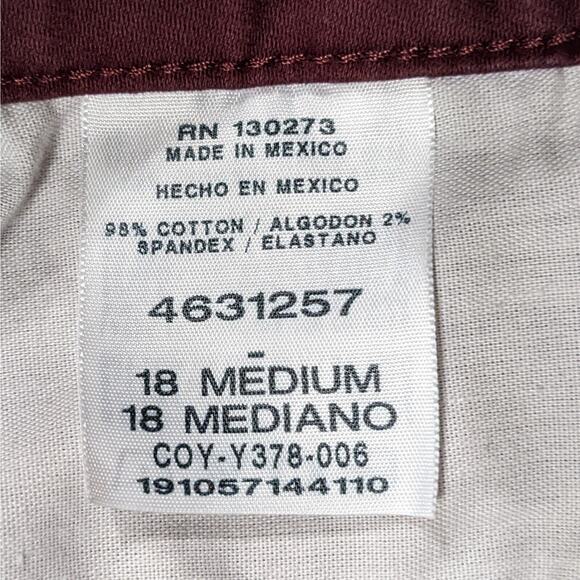 RN 130273
MADE IN MEXICO
HECHO EN MEXICO
98% COTTON / ALGODON 2%
SPANDEX / ELASTANO
4631257
-
18 MEDIUM
18 MEDIANO
COY-Y378-006
191057144110